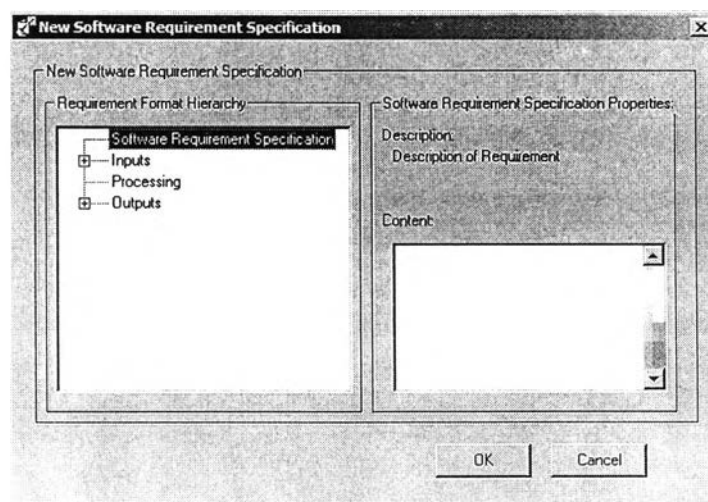 New Software Requirement Specification
New Software Requirement Specification
Requirement Format Hierarchy
Software Requirement Specification
Inputs
Processing
Outputs
Software Requirement Specification Properties:
Description:
Description of Requirement
Content:
OK
Cancel